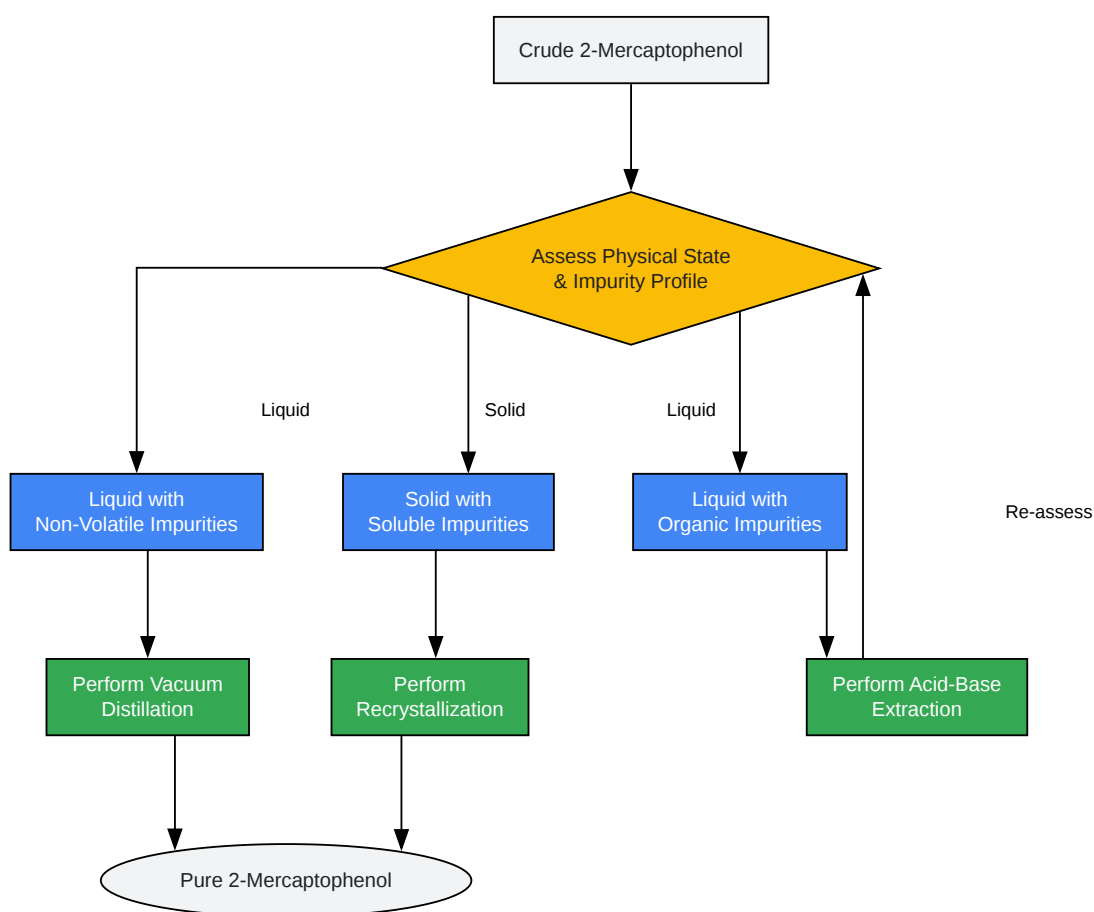 Crude 2-Mercaptophenol
Assess Physical State
& Impurity Profile
Liquid
Solid
Liquid
Liquid with
Non-Volatile Impurities
Solid with
Soluble Impurities
Liquid with
Organic Impurities
Re-assess
Perform Vacuum
Distillation
Perform
Recrystallization
Perform Acid-Base
Extraction
Pure 2-Mercaptophenol